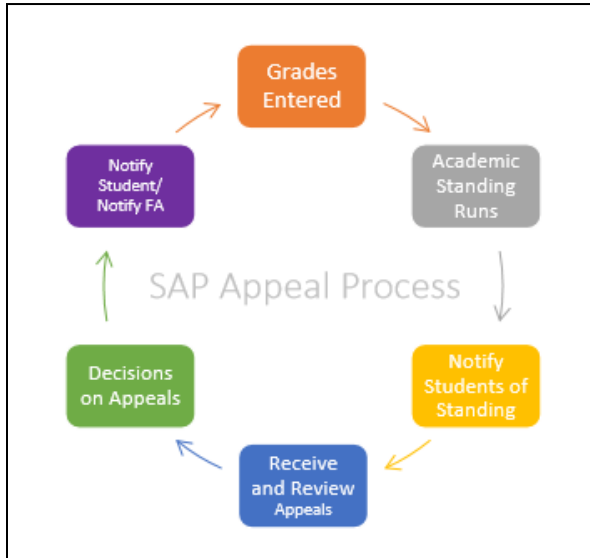 Grades
Entered
Academic
Standing
Runs
Notify
Students of
Standing
Receive
and Review
Appeals
Decisions
on Appeals
Notify
Student/
Notify FA
SAP Appeal Process